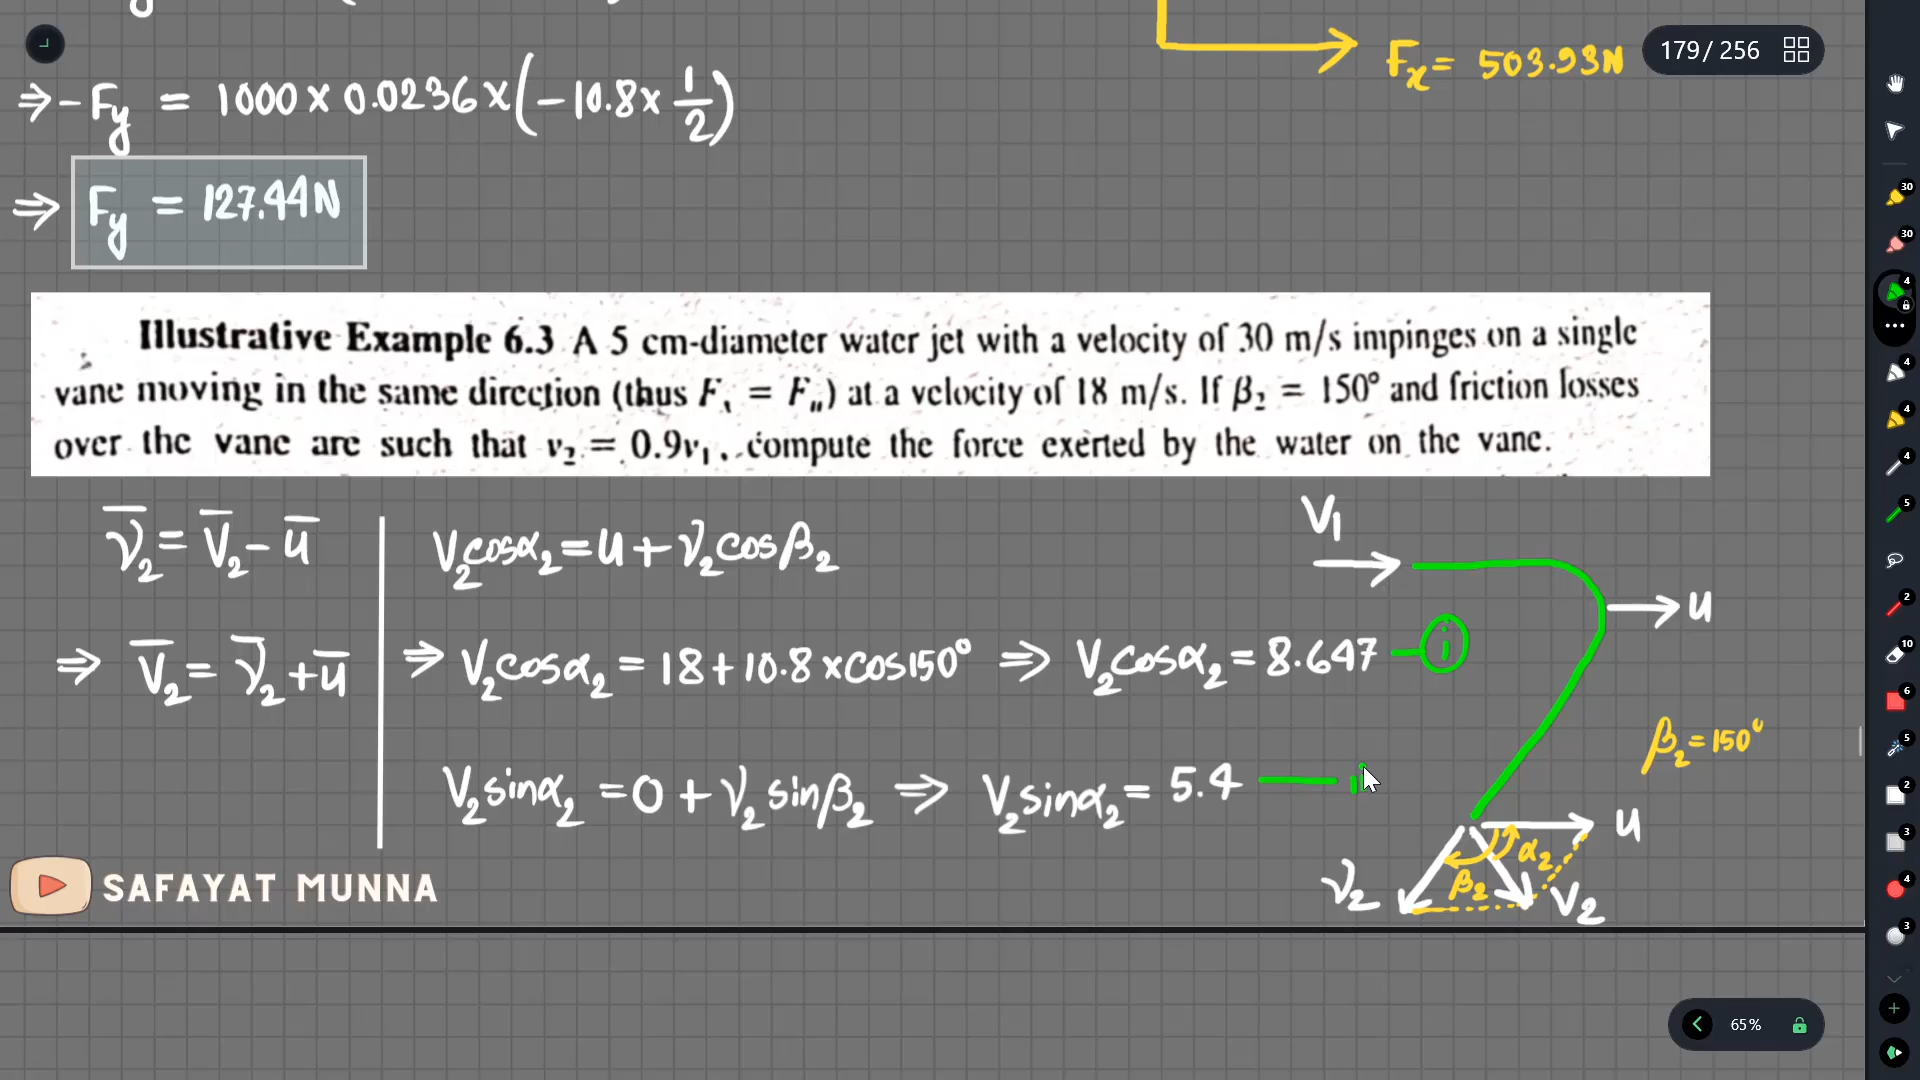 179/ 256
Fx = 503.93N
⇒ -Fy = 1000 × 0.0236 × (-10.8 × 1/2)
⇒ Fy = 127.44N
Illustrative Example 6.3 A 5 cm-diameter water jet with a velocity of 30 m/s impinges on a single
vane moving in the same direction (thus F₁ = Fᵤ) at a velocity of 18 m/s. If β₂ = 150° and friction losses
over the vane are such that v₂ = 0.9v₁, compute the force exerted by the water on the vane.
ν̅₂ = V̅₂ - u̅
V₂cosα₂ = u + ν₂cosβ₂
V₁
u
⇒ V̅₂ = ν̅₂ + u̅
⇒ V₂cosα₂ = 18 + 10.8 × cos150° ⇒ V₂cosα₂ = 8.647 — i
β₂ = 150°
V₂sinα₂ = 0 + ν₂sinβ₂ ⇒ V₂sinα₂ = 5.4 — ii
u
α₂
β₂
ν₂
V₂
SAFAYAT MUNNA
65%